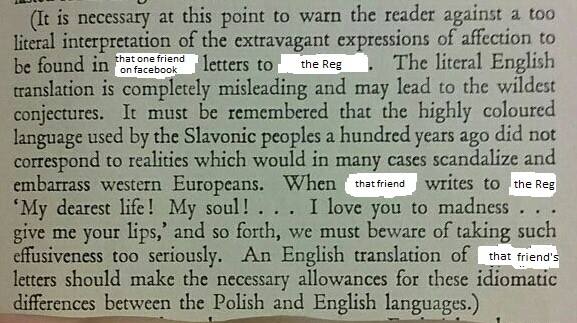 (It is necessary at this point to warn the reader against a too
literal interpretation of the extravagant expressions of affection to
be found in that one friend on facebook letters to the Reg. The literal English
translation is completely misleading and may lead to the wildest
conjectures. It must be remembered that the highly coloured
language used by the Slavonic peoples a hundred years ago did not
correspond to realities which would in many cases scandalize and
embarrass western Europeans. When that friend writes to the Reg
‘My dearest life! My soul! . . . I love you to madness . . .
give me your lips,’ and so forth, we must beware of taking such
effusiveness too seriously. An English translation of that friend's
letters should make the necessary allowances for these idiomatic
differences between the Polish and English languages.)